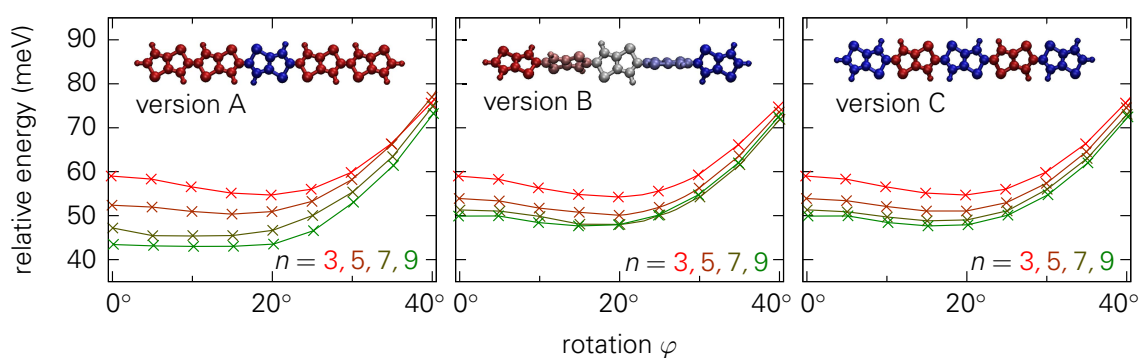 relative energy (meV)
90
80
70
60
50
40
version A
n = 3, 5, 7, 9
0° 20° 40°
version B
n = 3, 5, 7, 9
0° 20° 40°
version C
n = 3, 5, 7, 9
0° 20° 40°
rotation φ